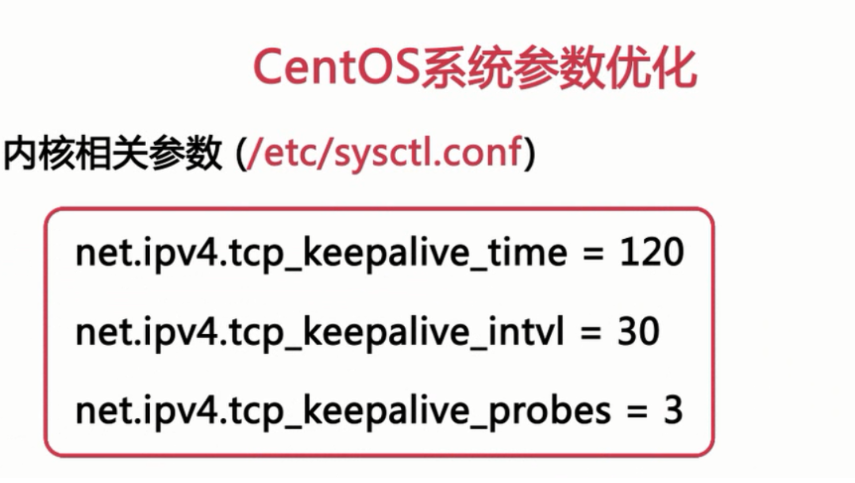 CentOS系统参数优化
内核相关参数 (/etc/sysctl.conf)
net.ipv4.tcp_keepalive_time = 120
net.ipv4.tcp_keepalive_intvl = 30
net.ipv4.tcp_keepalive_probes = 3